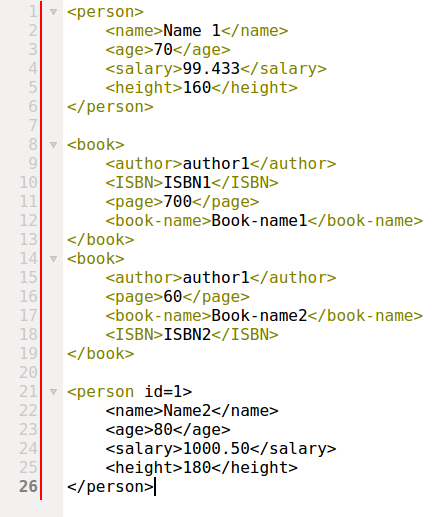 1 <person>
2 <name>Name 1</name>
3 <age>70</age>
4 <salary>99.433</salary>
5 <height>160</height>
6 </person>
7
8 <book>
9 <author>author1</author>
10 <ISBN>ISBN1</ISBN>
11 <page>700</page>
12 <book-name>Book-name1</book-name>
13 </book>
14 <book>
15 <author>author1</author>
16 <page>60</page>
17 <book-name>Book-name2</book-name>
18 <ISBN>ISBN2</ISBN>
19 </book>
20
21 <person id=1>
22 <name>Name2</name>
23 <age>80</age>
24 <salary>1000.50</salary>
25 <height>180</height>
26 </person>